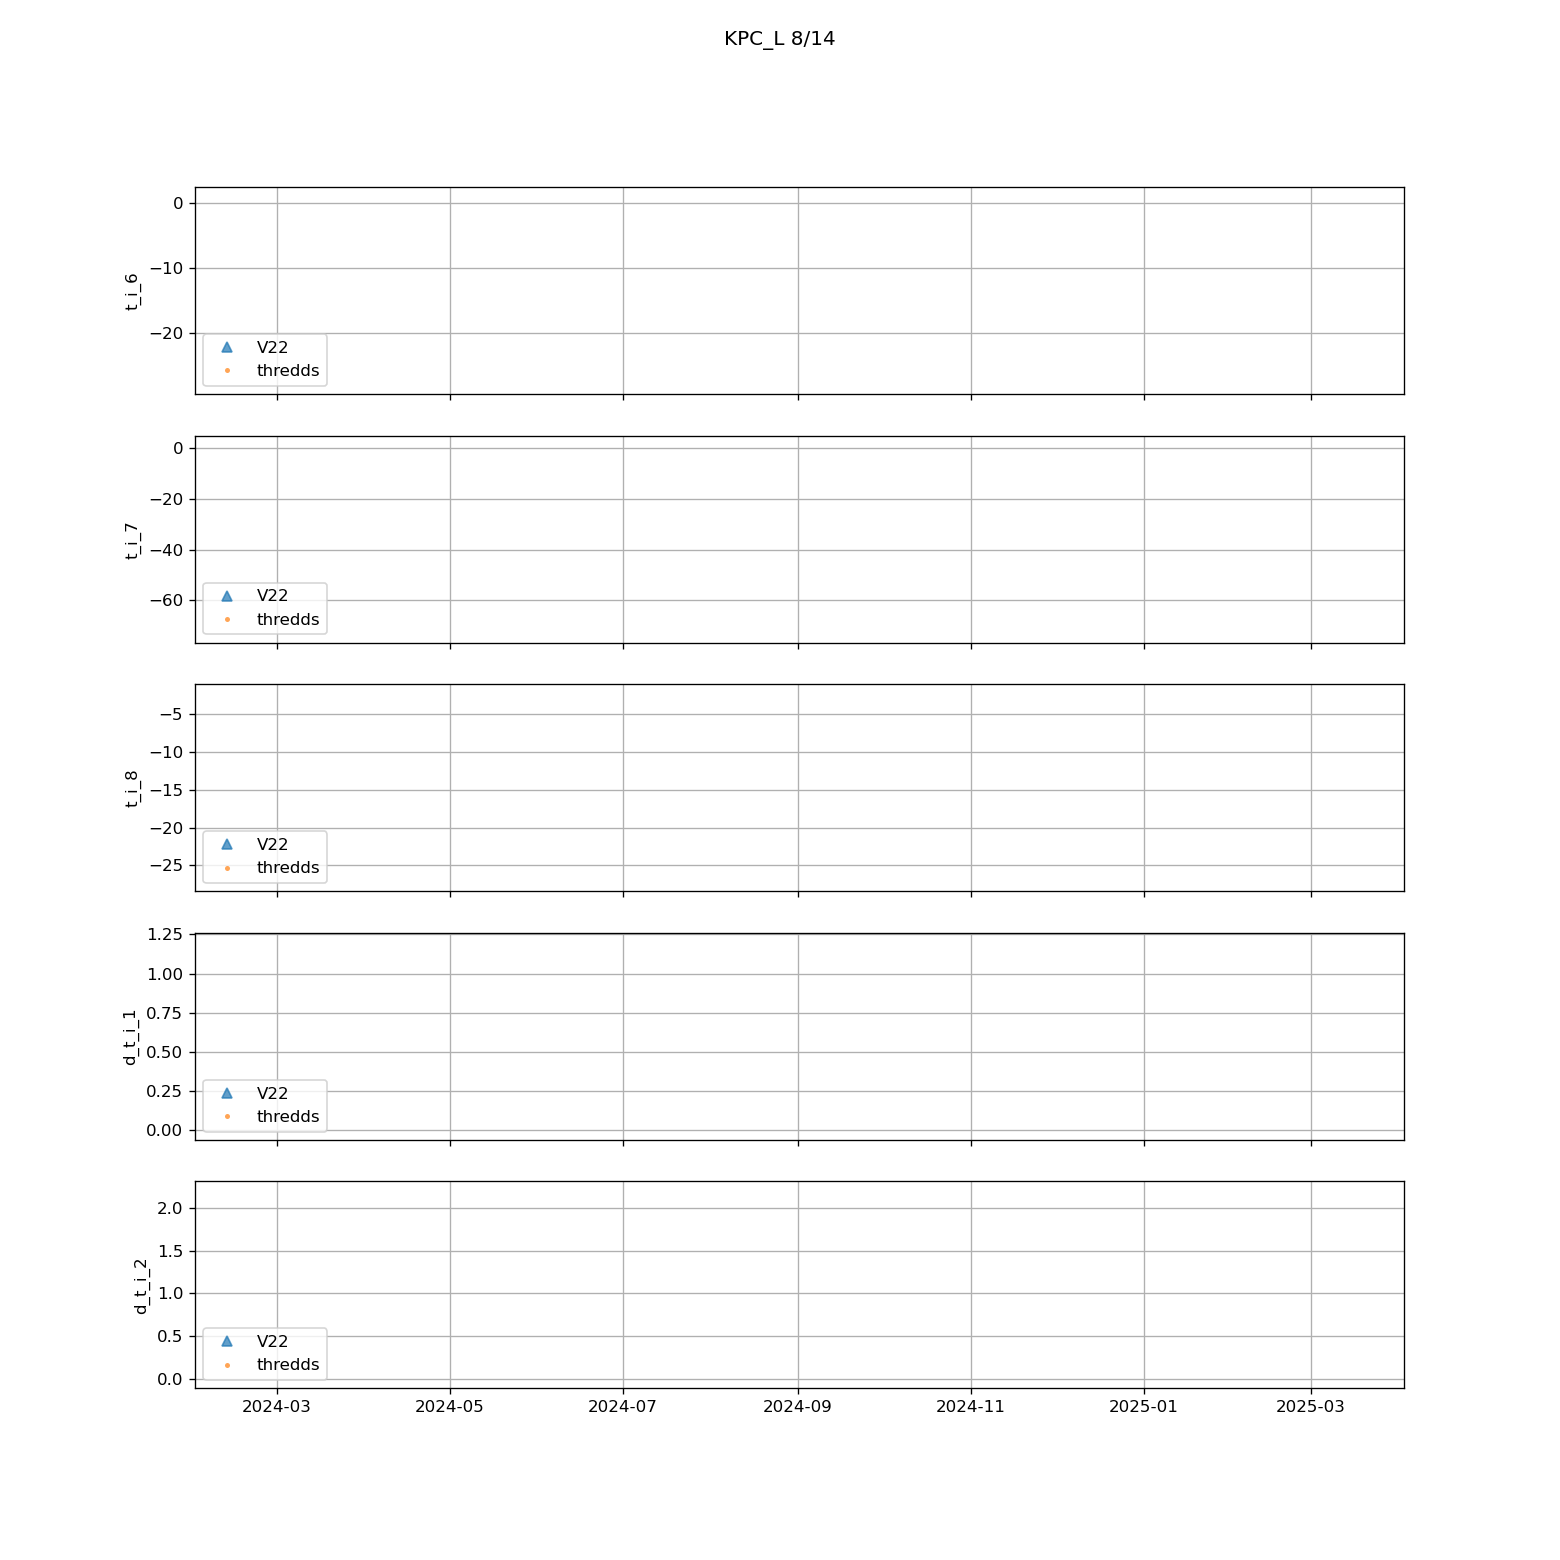 KPC_L 8/14
t_i_6
0
−10
−20
V22
thredds
t_i_7
0
−20
−40
−60
V22
thredds
t_i_8
−5
−10
−15
−20
−25
V22
thredds
d_t_i_1
1.25
1.00
0.75
0.50
0.25
0.00
V22
thredds
d_t_i_2
2.0
1.5
1.0
0.5
0.0
V22
thredds
2024-03 2024-05 2024-07 2024-09 2024-11 2025-01 2025-03